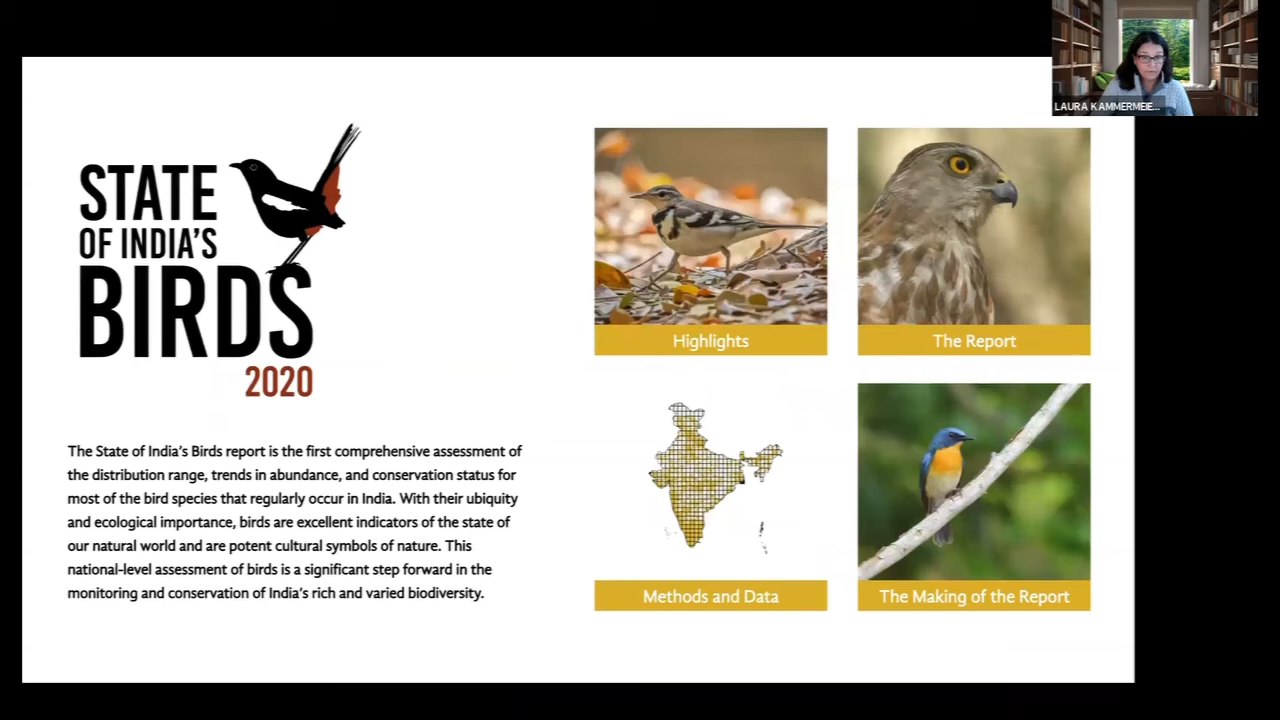 LAURA KAMMERMEIE...
STATE
OF INDIA'S
BIRDS
2020
The State of India's Birds report is the first comprehensive assessment of
the distribution range, trends in abundance, and conservation status for
most of the bird species that regularly occur in India. With their ubiquity
and ecological importance, birds are excellent indicators of the state of
our natural world and are potent cultural symbols of nature. This
national-level assessment of birds is a significant step forward in the
monitoring and conservation of India's rich and varied biodiversity.
Highlights
The Report
Methods and Data
The Making of the Report